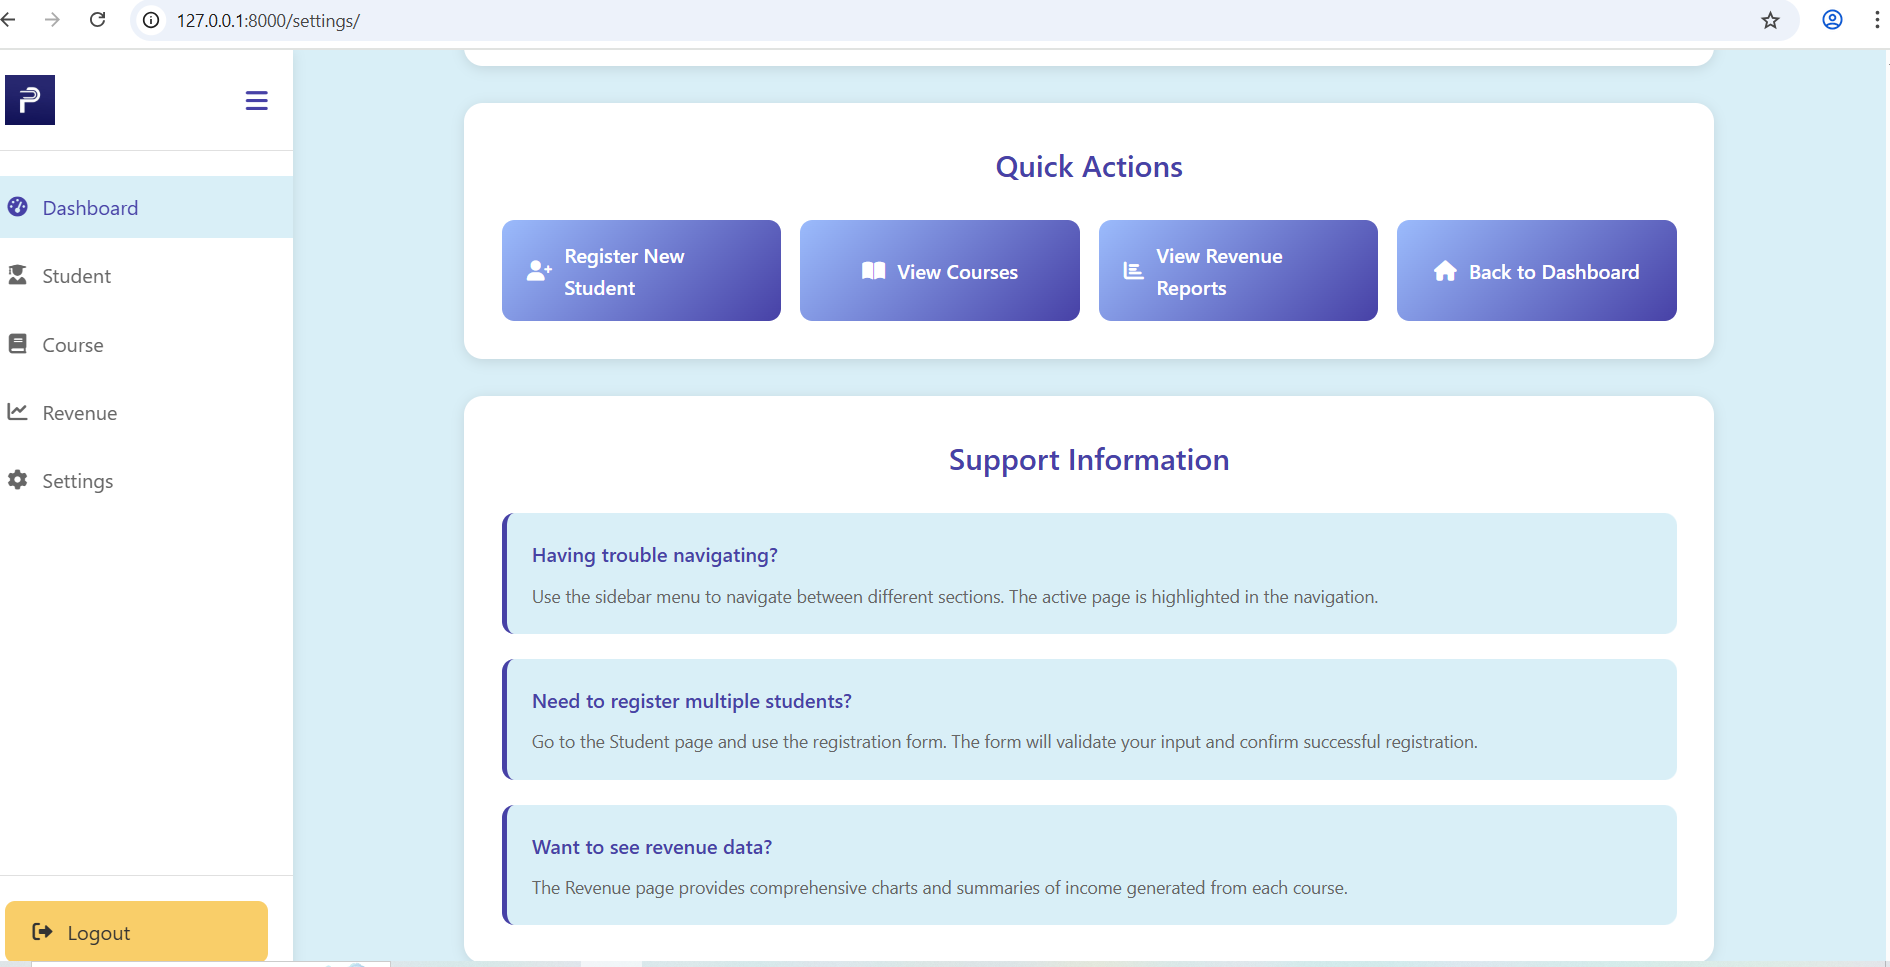 127.0.0.1:8000/settings/
P
Dashboard
Student
Course
Revenue
Settings
Logout
Quick Actions
Register New
Student
View Courses
View Revenue
Reports
Back to Dashboard
Support Information
Having trouble navigating?
Use the sidebar menu to navigate between different sections. The active page is highlighted in the navigation.
Need to register multiple students?
Go to the Student page and use the registration form. The form will validate your input and confirm successful registration.
Want to see revenue data?
The Revenue page provides comprehensive charts and summaries of income generated from each course.